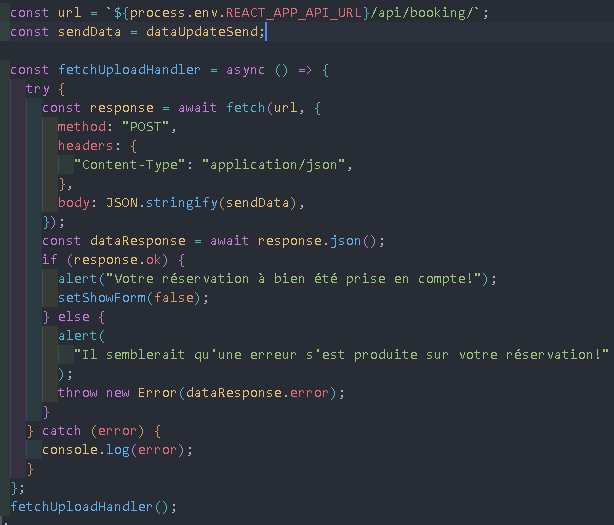 const url = `${process.env.REACT_APP_API_URL}/api/booking/`;
const sendData = dataUpdateSend;
const fetchUploadHandler = async () => {
try {
const response = await fetch(url, {
method: "POST",
headers: {
"Content-Type": "application/json",
},
body: JSON.stringify(sendData),
});
const dataResponse = await response.json();
if (response.ok) {
alert("Votre réservation à bien été prise en compte!");
setShowForm(false);
} else {
alert(
"Il semblerait qu'une erreur s'est produite sur votre réservation!"
);
throw new Error(dataResponse.error);
}
} catch (error) {
console.log(error);
}
};
fetchUploadHandler();